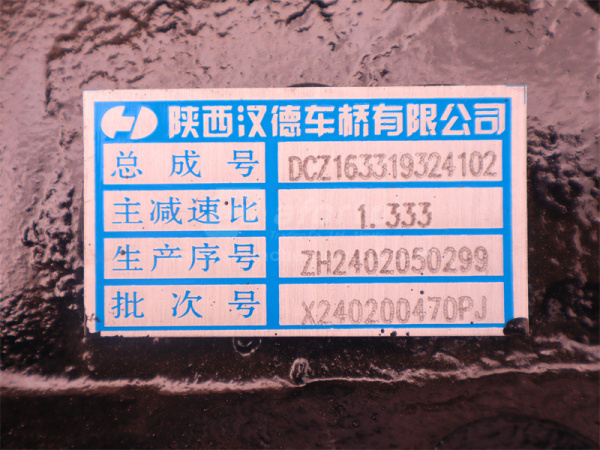 陕西汉德车桥有限公司
总成号 DCZ163319324102
主减速比 1.333
生产序号 ZH2402050299
批次号 X240200470PJ